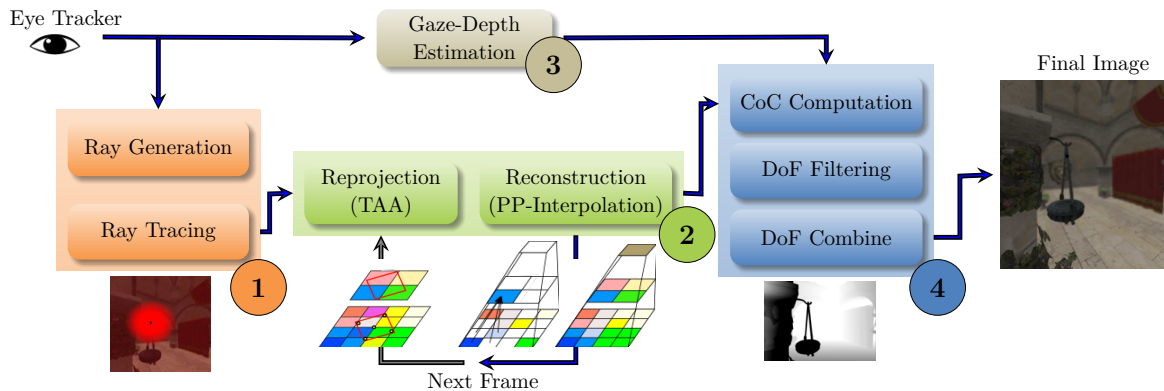 Eye Tracker
Gaze-Depth
Estimation
3
Final Image
CoC Computation
DoF Filtering
DoF Combine
4
Ray Generation
Ray Tracing
1
Reprojection
(TAA)
Reconstruction
(PP-Interpolation)
2
Next Frame